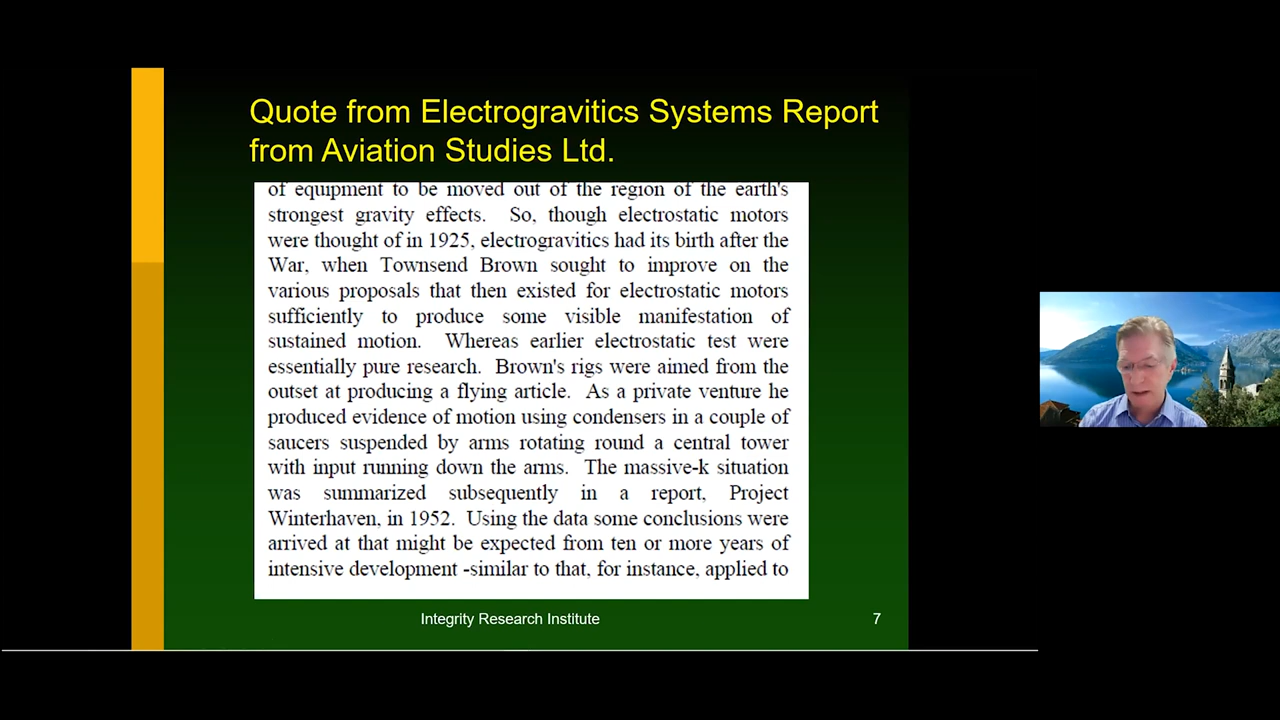 Quote from Electrogravitics Systems Report
from Aviation Studies Ltd.
of equipment to be moved out of the region of the earth's
strongest gravity effects. So, though electrostatic motors
were thought of in 1925, electrogravitics had its birth after the
War, when Townsend Brown sought to improve on the
various proposals that then existed for electrostatic motors
sufficiently to produce some visible manifestation of
sustained motion. Whereas earlier electrostatic test were
essentially pure research. Brown's rigs were aimed from the
outset at producing a flying article. As a private venture he
produced evidence of motion using condensers in a couple of
saucers suspended by arms rotating round a central tower
with input running down the arms. The massive-k situation
was summarized subsequently in a report, Project
Winterhaven, in 1952. Using the data some conclusions were
arrived at that might be expected from ten or more years of
intensive development -similar to that, for instance, applied to
Integrity Research Institute
7